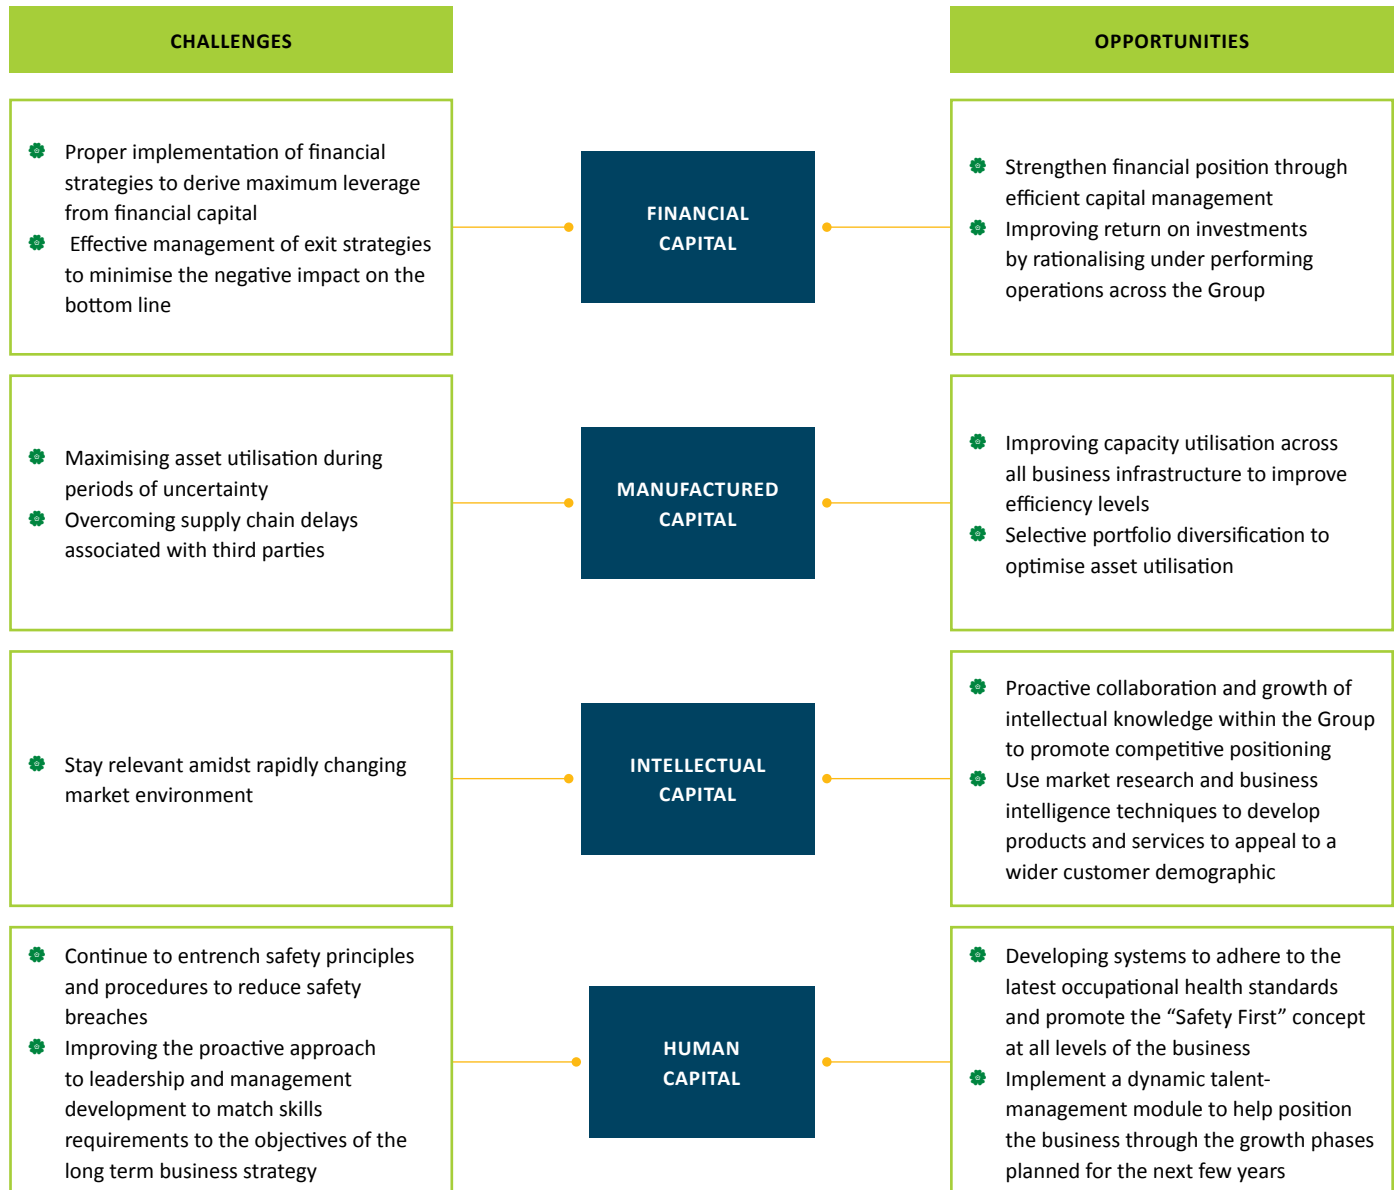 CHALLENGES
OPPORTUNITIES
Proper implementation of financial
strategies to derive maximum leverage
from financial capital
Effective management of exit strategies
to minimise the negative impact on the
bottom line
FINANCIAL
CAPITAL
Strengthen financial position through
efficient capital management
Improving return on investments
by rationalising under performing
operations across the Group
Maximising asset utilisation during
periods of uncertainty
Overcoming supply chain delays
associated with third parties
MANUFACTURED
CAPITAL
Improving capacity utilisation across
all business infrastructure to improve
efficiency levels
Selective portfolio diversification to
optimise asset utilisation
Stay relevant amidst rapidly changing
market environment
INTELLECTUAL
CAPITAL
Proactive collaboration and growth of
intellectual knowledge within the Group
to promote competitive positioning
Use market research and business
intelligence techniques to develop
products and services to appeal to a
wider customer demographic
Continue to entrench safety principles
and procedures to reduce safety
breaches
Improving the proactive approach
to leadership and management
development to match skills
requirements to the objectives of the
long term business strategy
HUMAN
CAPITAL
Developing systems to adhere to the
latest occupational health standards
and promote the “Safety First” concept
at all levels of the business
Implement a dynamic talent-
management module to help position
the business through the growth phases
planned for the next few years